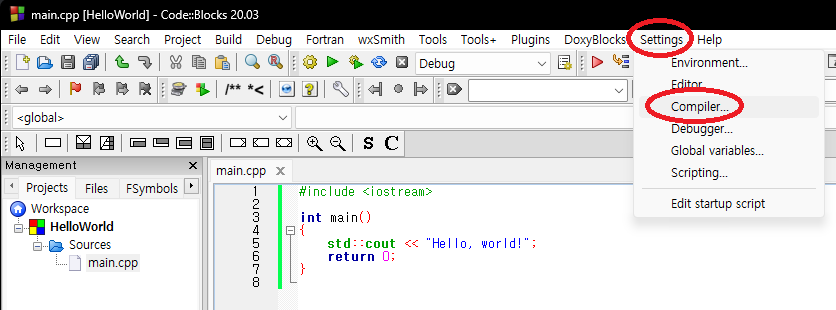 main.cpp [HelloWorld] - Code::Blocks 20.03
File Edit View Search Project Build Debug Fortran wxSmith Tools Tools+ Plugins DoxyBlocks Settings Help
Debug
/** *<
<global>
S C
Management
Projects Files FSymbols
Workspace
HelloWorld
Sources
main.cpp
main.cpp
1 #include <iostream>
2
3 int main()
4 {
5 std::cout << "Hello, world!";
6 return 0;
7 }
8
Environment...
Editor
Compiler...
Debugger...
Global variables...
Scripting...
Edit startup script